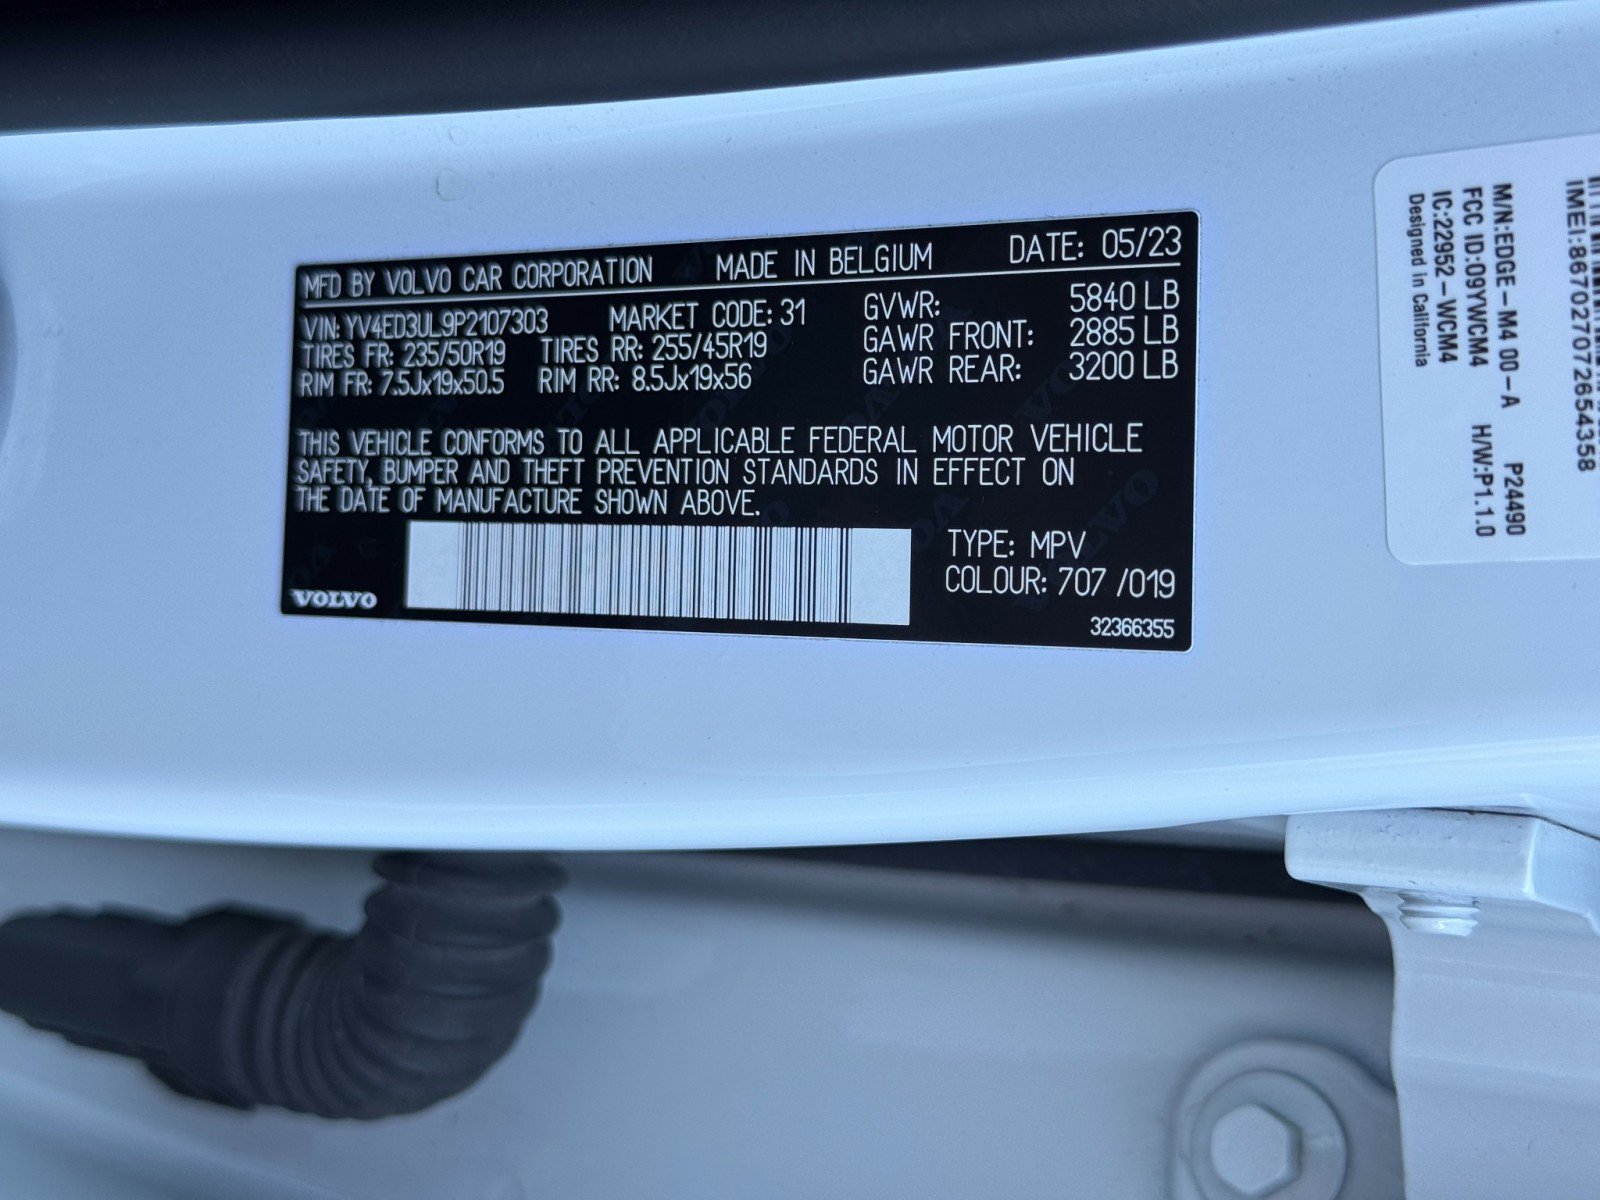 MFD BY VOLVO CAR CORPORATION MADE IN BELGIUM DATE: 05/23
VIN: YV4ED3UL9P2107303 MARKET CODE: 31 GVWR: 5840 LB
TIRES FR: 235/50R19 TIRES RR: 255/45R19 GAWR FRONT: 2885 LB
RIM FR: 7.5Jx19x50.5 RIM RR: 8.5Jx19x56 GAWR REAR: 3200 LB
THIS VEHICLE CONFORMS TO ALL APPLICABLE FEDERAL MOTOR VEHICLE
SAFETY, BUMPER AND THEFT PREVENTION STANDARDS IN EFFECT ON
THE DATE OF MANUFACTURE SHOWN ABOVE.
TYPE: MPV
COLOUR: 707 /019
VOLVO
32366355
IMEI:867027072654358
M/N:EDGE-M4 00-A P24490
FCC ID:09YWCM4 H/W:P1.1.0
IC:22952-WCM4
Designed in California